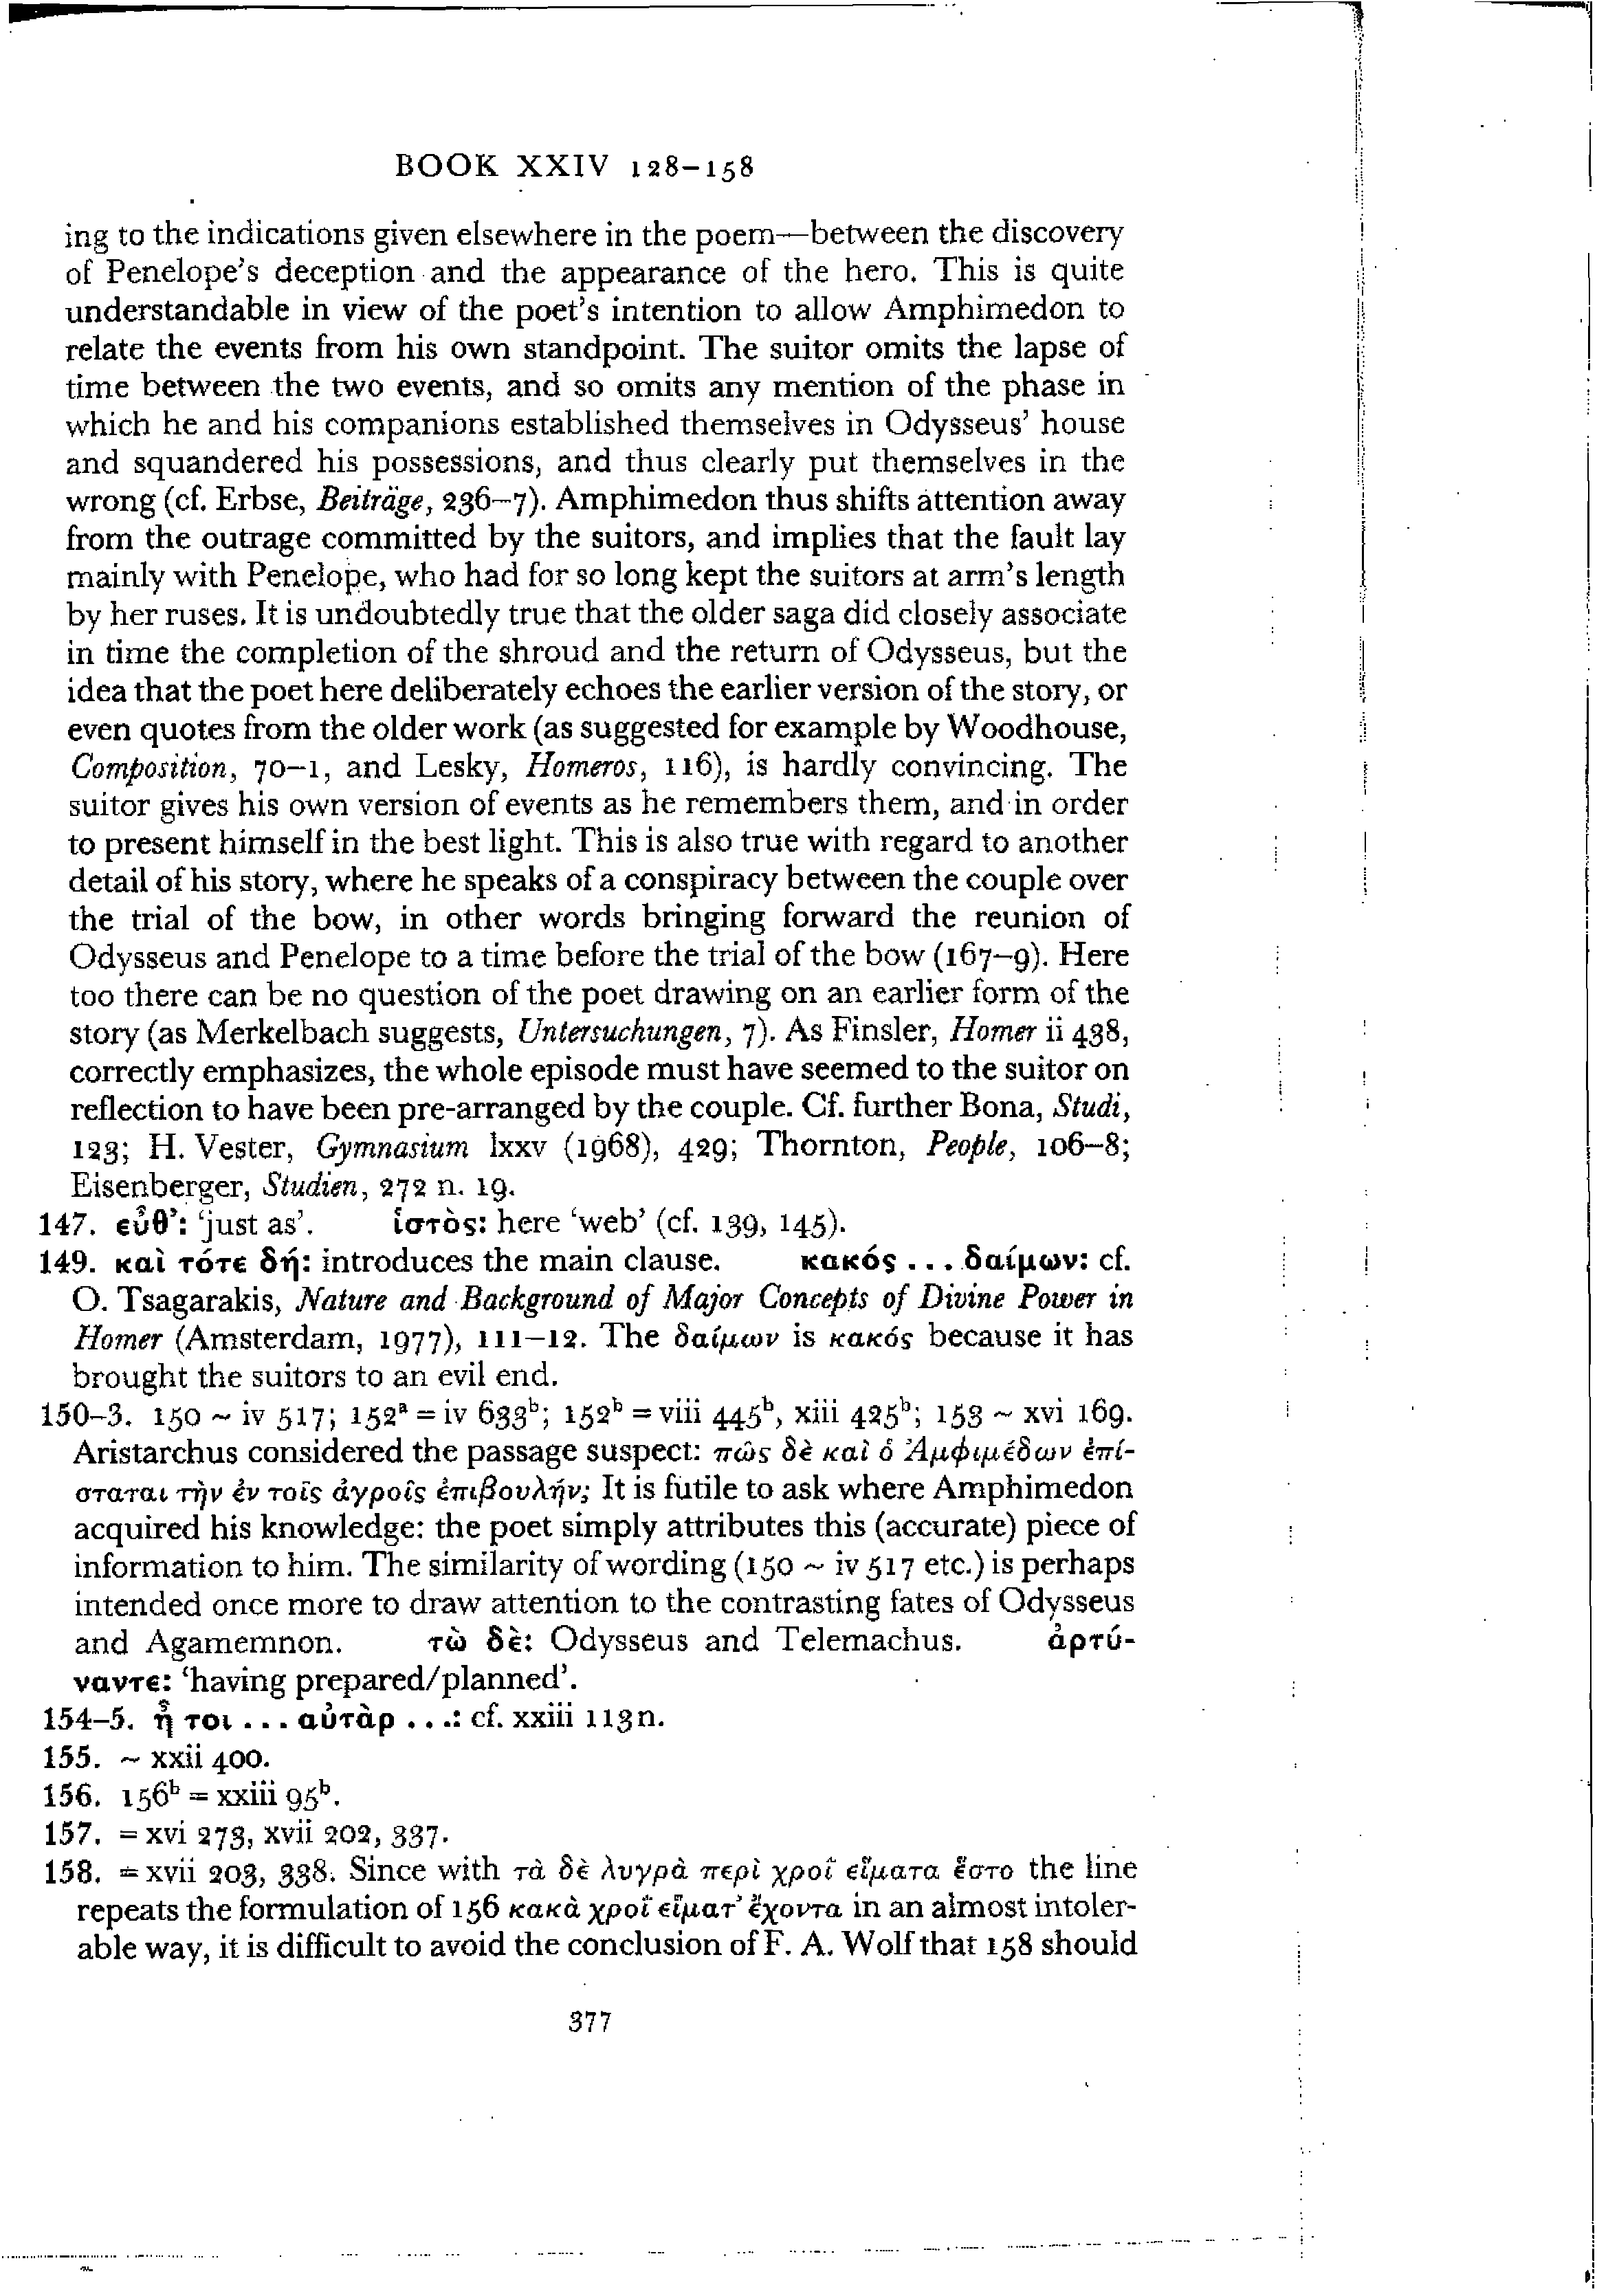 BOOK XXIV 128–158
ing to the indications given elsewhere in the poem—between the discovery
of Penelope's deception and the appearance of the hero. This is quite
understandable in view of the poet's intention to allow Amphimedon to
relate the events from his own standpoint. The suitor omits the lapse of
time between the two events, and so omits any mention of the phase in
which he and his companions established themselves in Odysseus' house
and squandered his possessions, and thus clearly put themselves in the
wrong (cf. Erbse, Beiträge, 236–7). Amphimedon thus shifts attention away
from the outrage committed by the suitors, and implies that the fault lay
mainly with Penelope, who had for so long kept the suitors at arm's length
by her ruses. It is undoubtedly true that the older saga did closely associate
in time the completion of the shroud and the return of Odysseus, but the
idea that the poet here deliberately echoes the earlier version of the story, or
even quotes from the older work (as suggested for example by Woodhouse,
Composition, 70–1, and Lesky, Homeros, 116), is hardly convincing. The
suitor gives his own version of events as he remembers them, and in order
to present himself in the best light. This is also true with regard to another
detail of his story, where he speaks of a conspiracy between the couple over
the trial of the bow, in other words bringing forward the reunion of
Odysseus and Penelope to a time before the trial of the bow (167–9). Here
too there can be no question of the poet drawing on an earlier form of the
story (as Merkelbach suggests, Untersuchungen, 7). As Finsler, Homer ii 438,
correctly emphasizes, the whole episode must have seemed to the suitor on
reflection to have been pre-arranged by the couple. Cf. further Bona, Studi,
123; H. Vester, Gymnasium lxxv (1968), 429; Thornton, People, 106–8;
Eisenberger, Studien, 272 n. 19.
147. εὖθ': 'just as'. ἱστὸς: here 'web' (cf. 139, 145).
149. καὶ τότε δή: introduces the main clause. κακός . . . δαίμων: cf.
O. Tsagarakis, Nature and Background of Major Concepts of Divine Power in
Homer (Amsterdam, 1977), 111–12. The δαίμων is κακός because it has
brought the suitors to an evil end.
150–3. 150 ~ iv 517; 152ᵃ = iv 633ᵇ; 152ᵇ = viii 445ᵇ, xiii 425ᵇ; 153 ~ xvi 169.
Aristarchus considered the passage suspect: πῶς δὲ καὶ ὁ Ἀμφιμέδων ἐπί-
σταται τὴν ἐν τοῖς ἀγροῖς ἐπιβουλήν; It is futile to ask where Amphimedon
acquired his knowledge: the poet simply attributes this (accurate) piece of
information to him. The similarity of wording (150 ~ iv 517 etc.) is perhaps
intended once more to draw attention to the contrasting fates of Odysseus
and Agamemnon. τὼ δὲ: Odysseus and Telemachus. ἀρτύ-
ναντε: 'having prepared/planned'.
154–5. ἦ τοι . . . αὐτὰρ . . .: cf. xxiii 113n.
155. ~ xxii 400.
156. 156ᵇ = xxiii 95ᵇ.
157. = xvi 273, xvii 202, 337.
158. = xvii 203, 338. Since with τὰ δὲ λυγρὰ περὶ χροῒ εἵματα ἕστο the line
repeats the formulation of 156 κακὰ χροῒ εἵματ' ἔχοντα in an almost intoler-
able way, it is difficult to avoid the conclusion of F. A. Wolf that 158 should
377